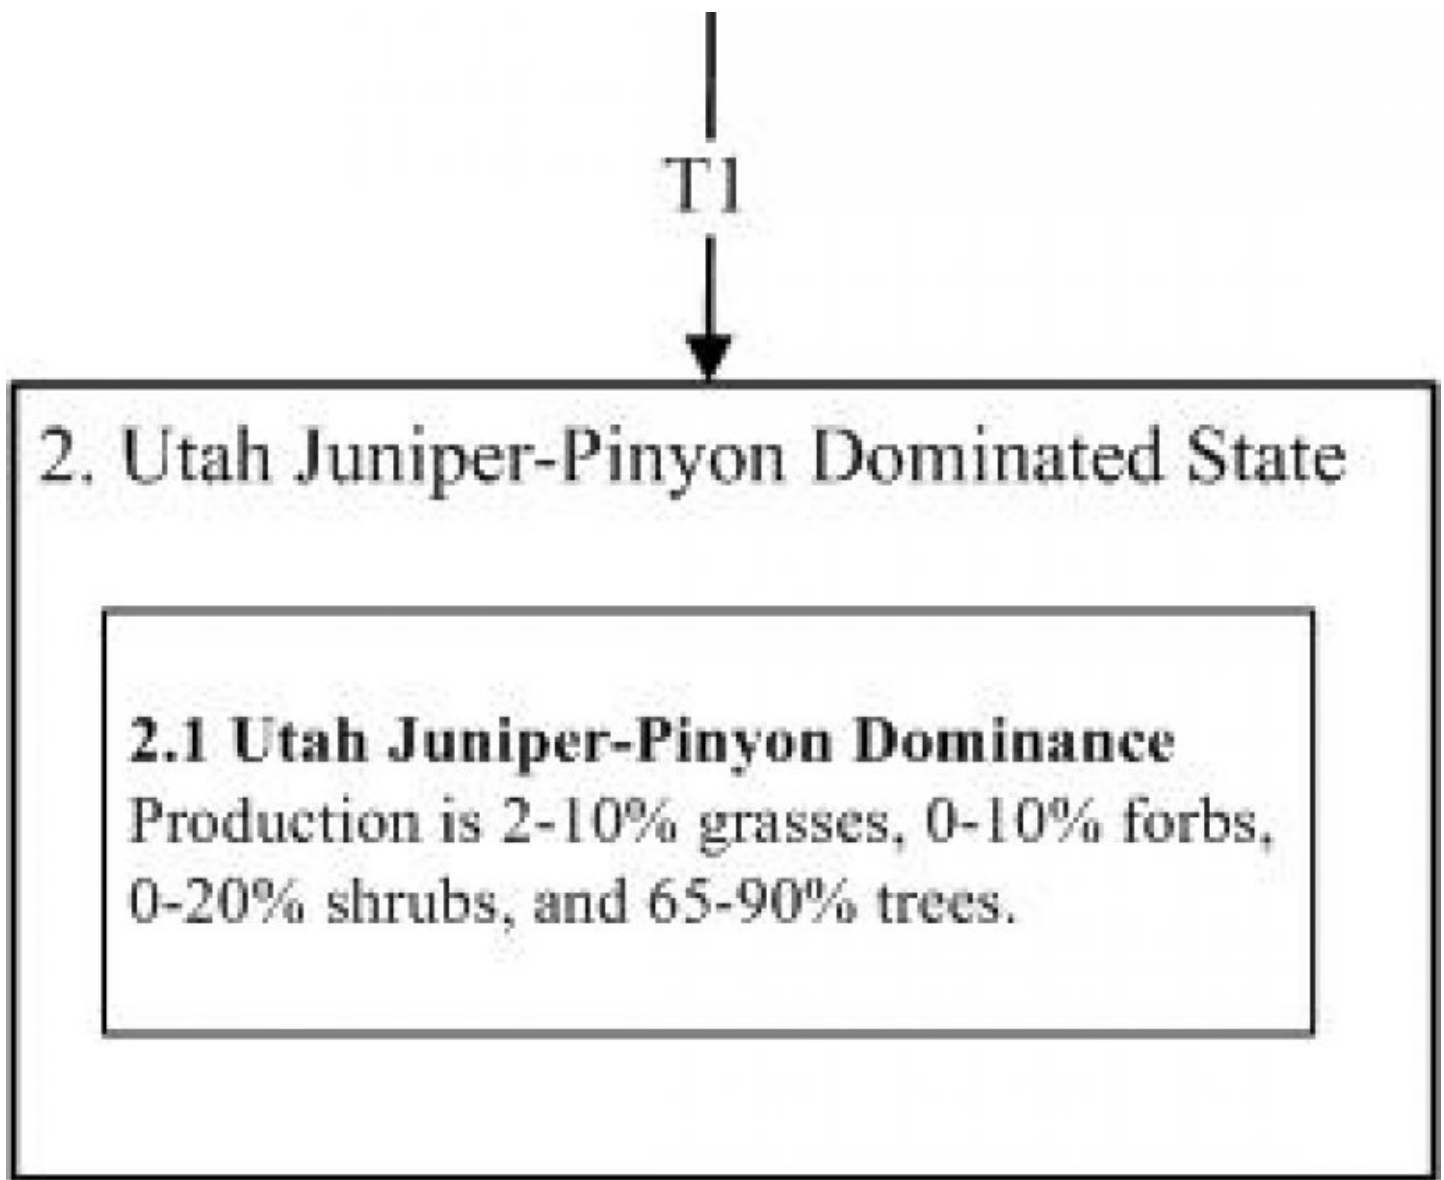 T1
2. Utah Juniper-Pinyon Dominated State
2.1 Utah Juniper-Pinyon Dominance
Production is 2-10% grasses, 0-10% forbs,
0-20% shrubs, and 65-90% trees.